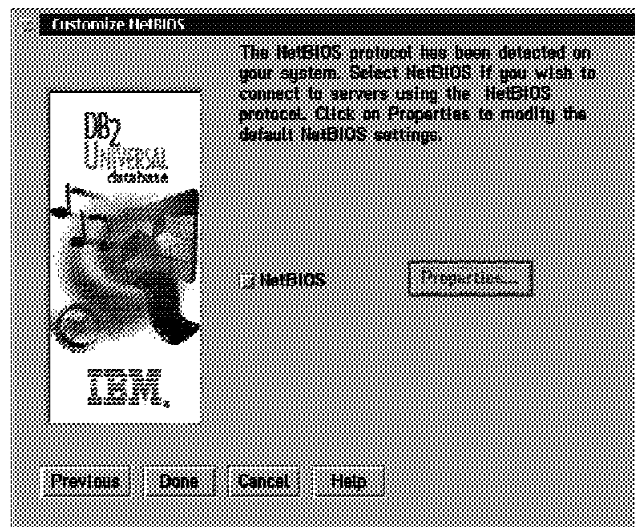 Customize NetBIOS
The NetBIOS protocol has been detected on
your system. Select NetBIOS if you wish to
connect to servers using the NetBIOS
protocol. Click on Properties to modify the
default NetBIOS settings.
DB2
UNIVERSAL
database
NetBIOS
Properties...
IBM.
Previous
Done
Cancel
Help